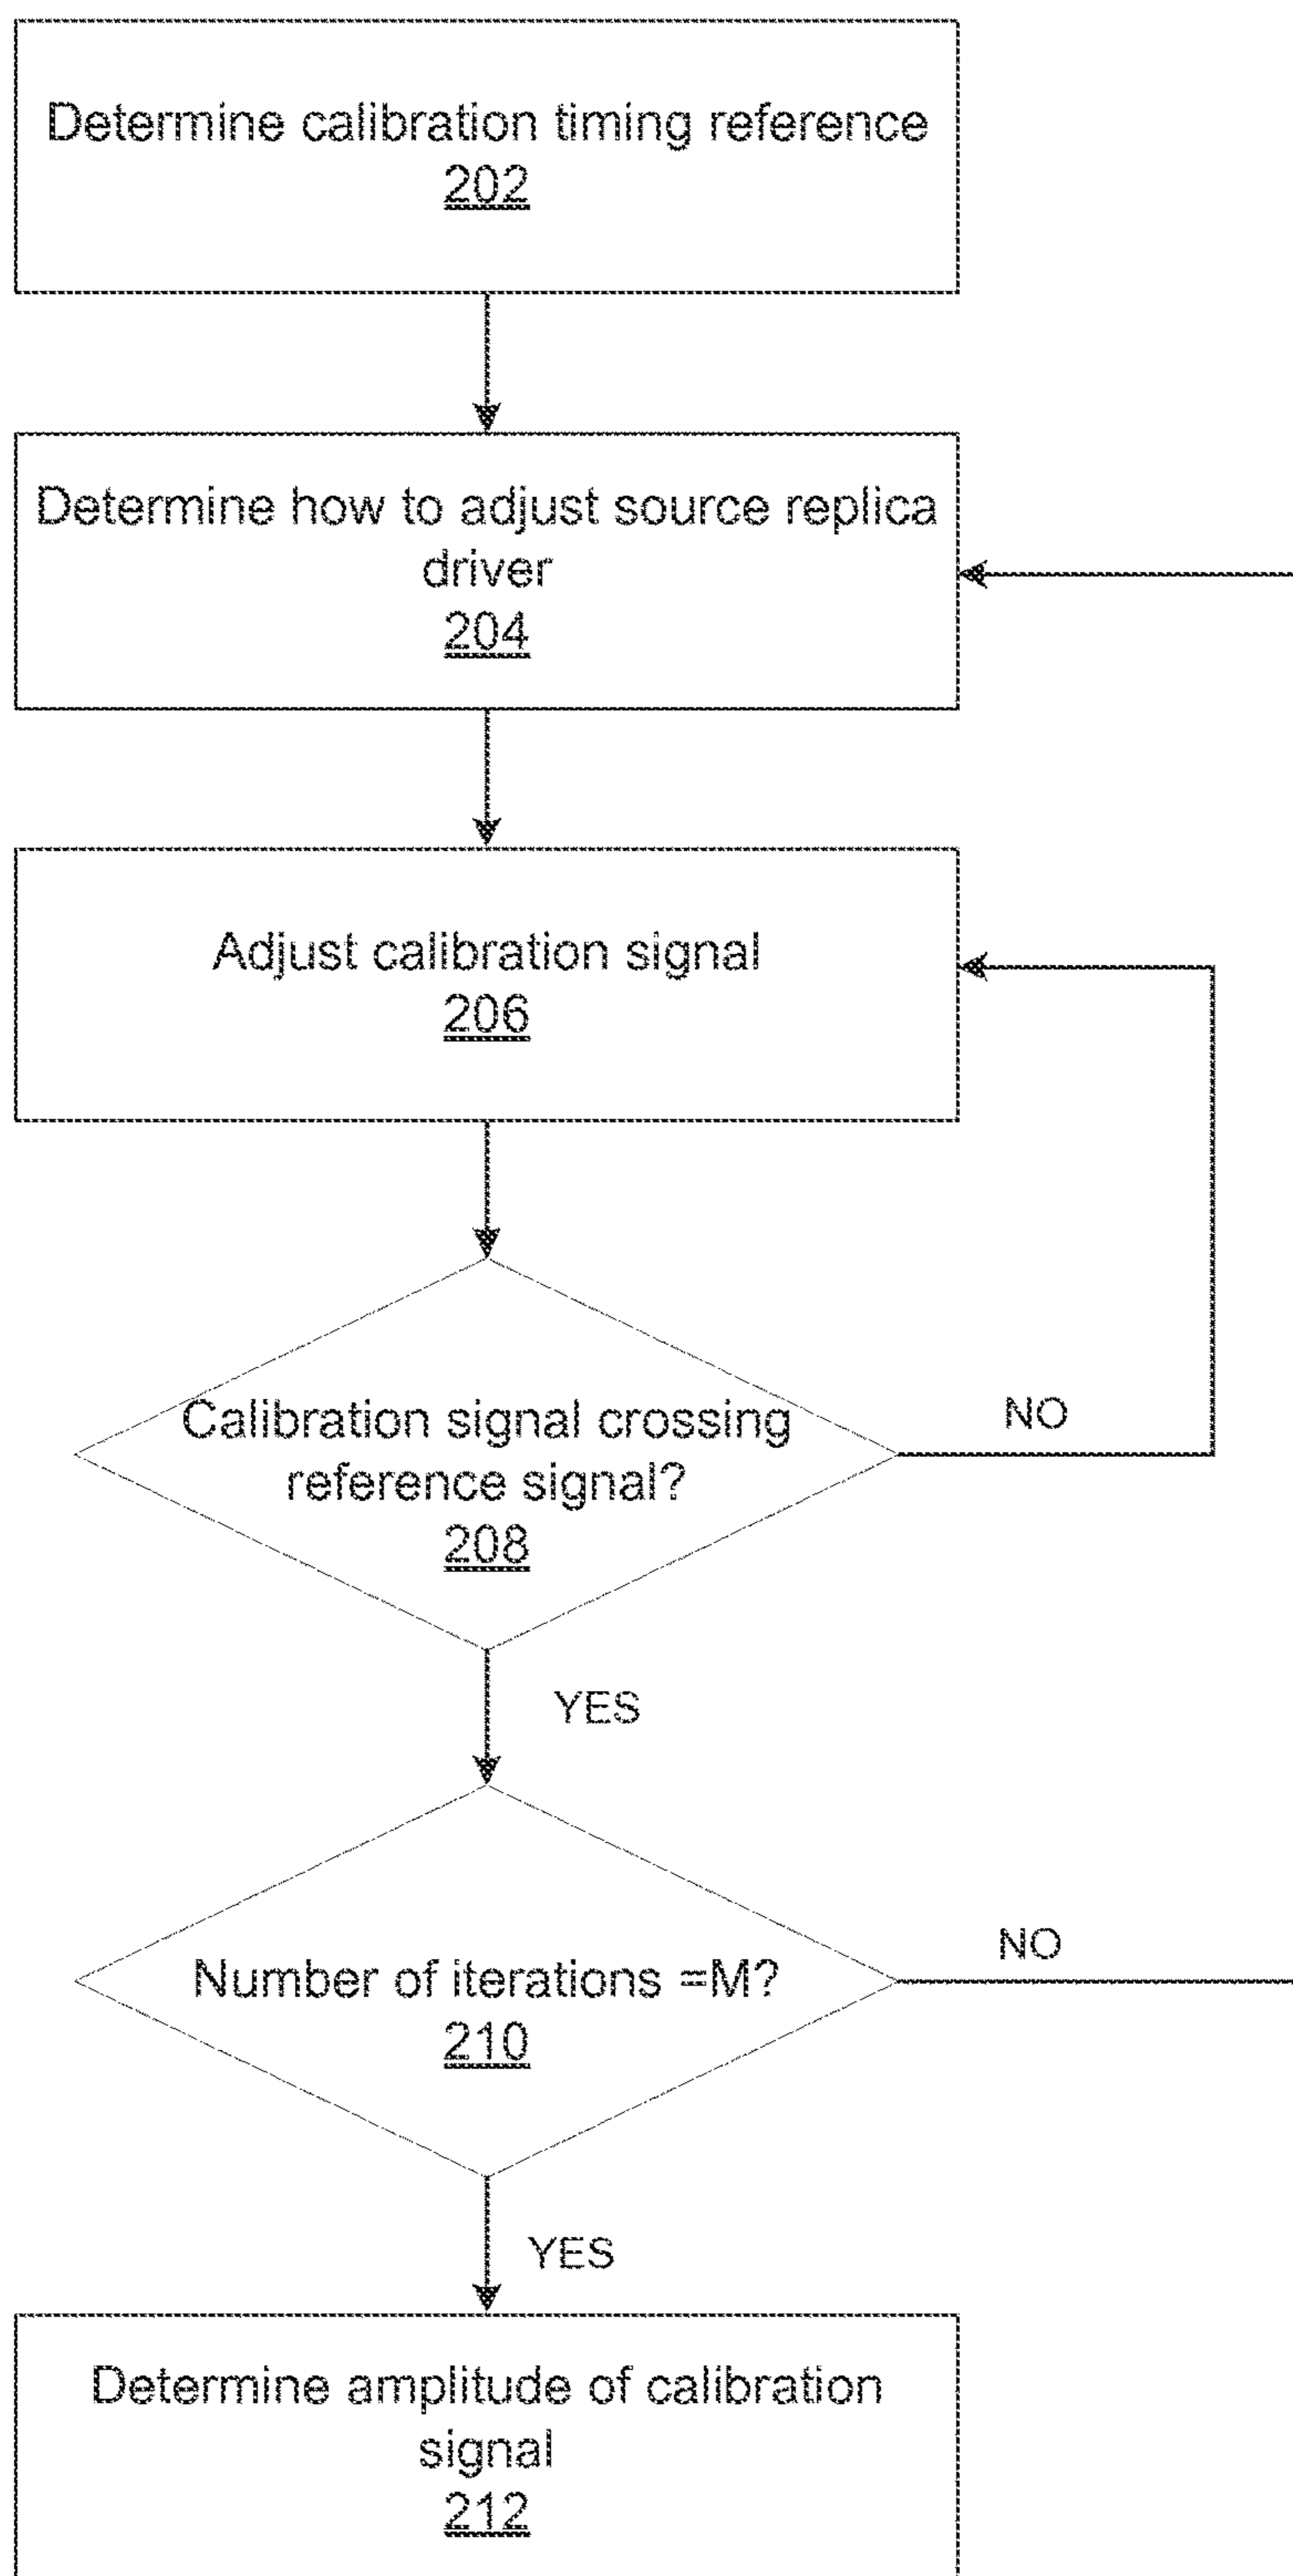 Determine calibration timing reference
202
Determine how to adjust source replica
driver
204
Adjust calibration signal
206
Calibration signal crossing
reference signal?
208
NO
YES
Number of iterations =M?
210
NO
YES
Determine amplitude of calibration
signal
212